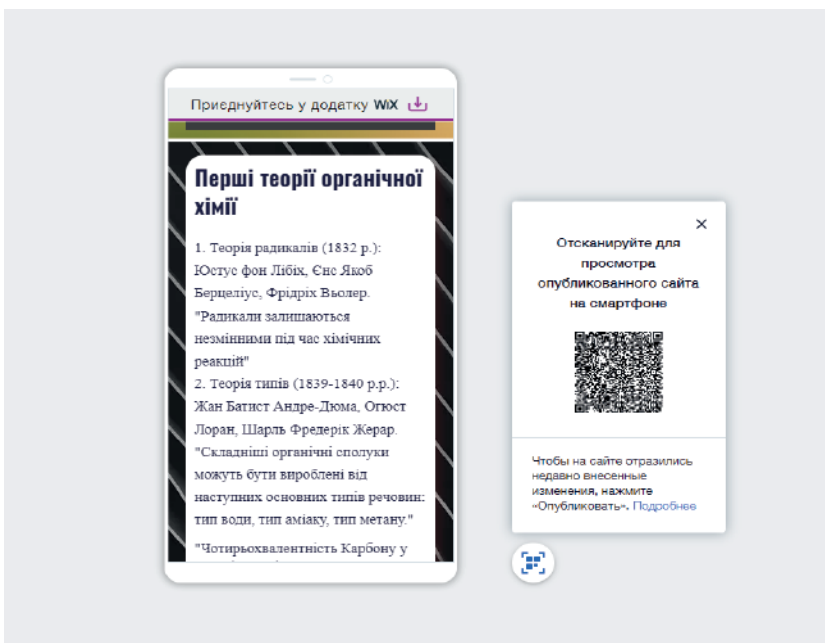 Приєднуйтесь у додатку WiX
Перші теорії органічної
хімії
1. Теорія радикалів (1832 р.):
Юстус фон Лібіх, Єнс Якоб
Берцеліус, Фрідріх Вьолер.
"Радикали залишаються
незмінними під час хімічних
реакцій"
2. Теорія типів (1839-1840 р.р.):
Жан Батист Андре-Дюма, Огюст
Лоран, Шарль Фредерік Жерар.
"Складніші органічні сполуки
можуть бути вироблені від
наступних основних типів речовин:
тип води, тип аміаку, тип метану."
"Чотирьохвалентність Карбону у
Отсканируйте для
просмотра
опубликованного сайта
на смартфоне
Чтобы на сайте отразились
недавно внесенные
изменения, нажмите
«Опубликовать». Подробнее